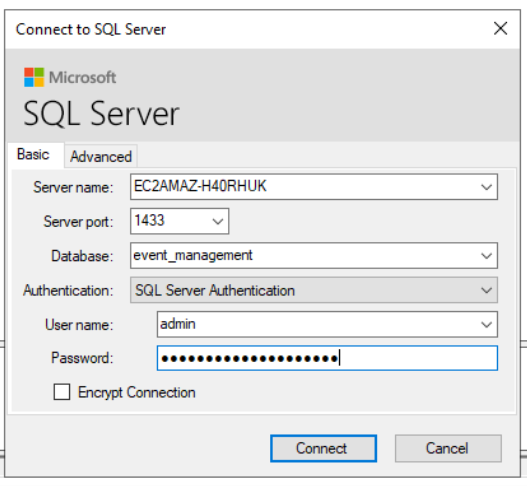 Connect to SQL Server
Microsoft
SQL Server
Basic Advanced
Server name: EC2AMAZ-H40RHUK
Server port: 1433
Database: event_management
Authentication: SQL Server Authentication
User name: admin
Password: ••••••••••••••••••••
Encrypt Connection
Connect Cancel